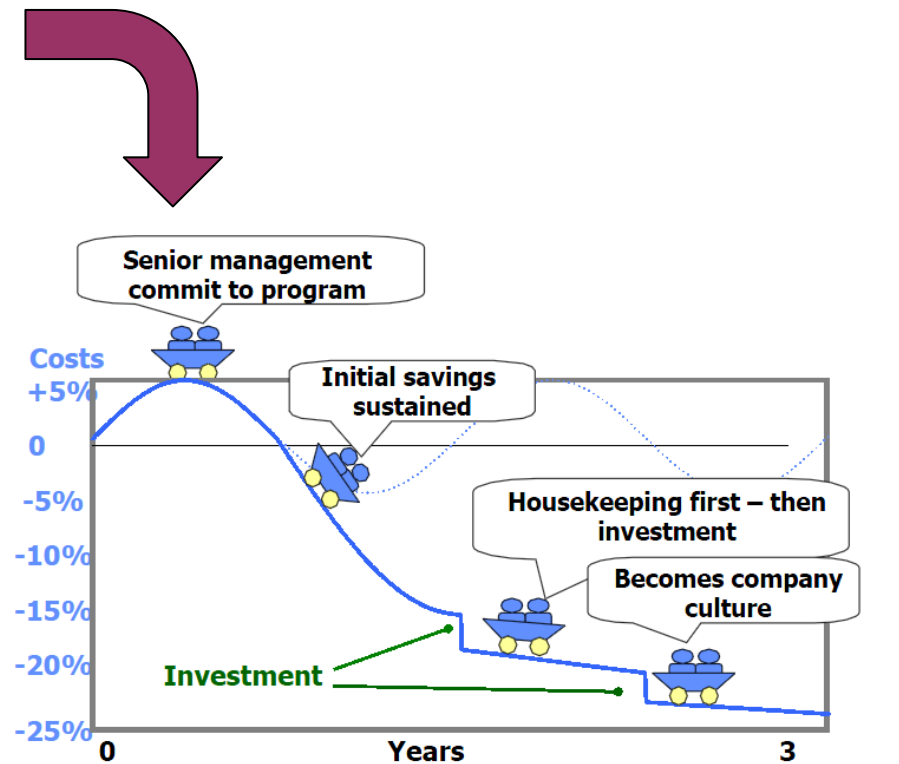 Senior management
commit to program
Costs
+5%
Initial savings
sustained
0
-5%
Housekeeping first – then
investment
-10%
Becomes company
culture
-15%
-20%
Investment
-25%
0
Years
3